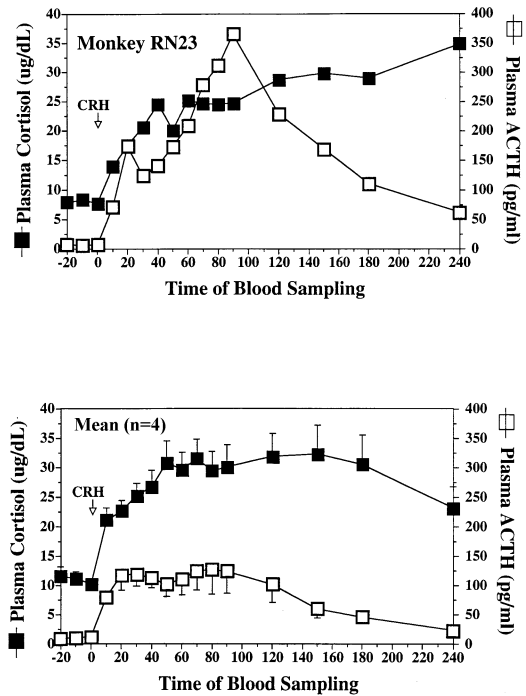 Monkey RN23
CRH
Plasma Cortisol (ug/dL)
40
35
30
25
20
15
10
5
0
Plasma ACTH
(pg/ml)
400
350
300
250
200
150
100
50
0
-20 0 20 40 60 80 100 120 140 160 180 200 220 240
Time of Blood Sampling
Mean (n=4)
CRH
Plasma Cortisol (ug/dL)
40
35
30
25
20
15
10
5
0
Plasma ACTH
(pg/ml)
400
350
300
250
200
150
100
50
0
-20 0 20 40 60 80 100 120 140 160 180 200 220 240
Time of Blood Sampling